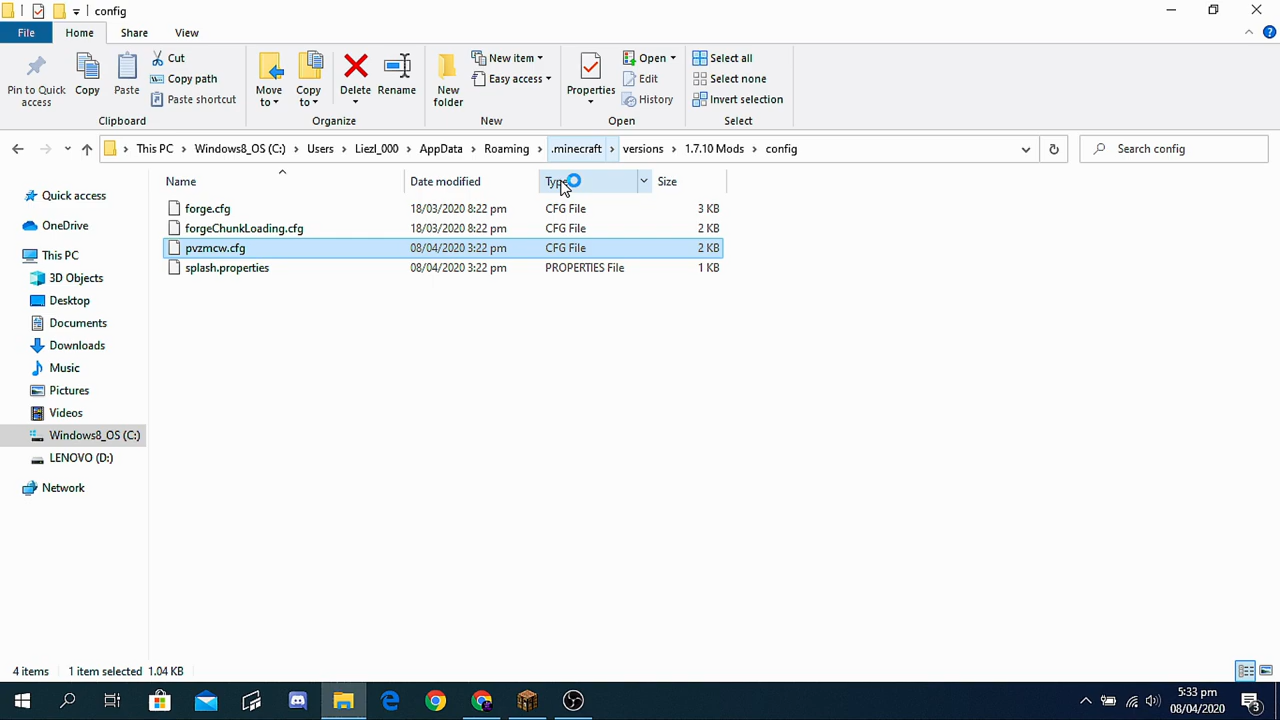 config
File Home Share View
Pin to Quick access
Copy
Paste
Cut
Copy path
Paste shortcut
Clipboard
Move to
Copy to
Delete
Rename
Organize
New folder
New item
Easy access
New
Properties
Open
Edit
History
Open
Select all
Select none
Invert selection
Select
This PC › Windows8_OS (C:) › Users › Liezl_000 › AppData › Roaming › .minecraft › versions › 1.7.10 Mods › config
Search config
Name Date modified Type Size
forge.cfg 18/03/2020 8:22 pm CFG File 3 KB
forgeChunkLoading.cfg 18/03/2020 8:22 pm CFG File 2 KB
pvzmcw.cfg 08/04/2020 3:22 pm CFG File 2 KB
splash.properties 08/04/2020 3:22 pm PROPERTIES File 1 KB
Quick access
OneDrive
This PC
3D Objects
Desktop
Documents
Downloads
Music
Pictures
Videos
Windows8_OS (C:)
LENOVO (D:)
Network
4 items 1 item selected 1.04 KB
5:33 pm
08/04/2020
3